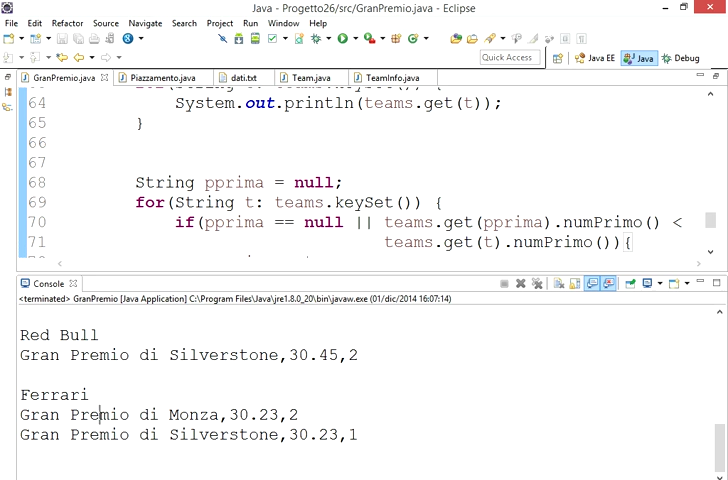 Java - Progetto26/src/GranPremio.java - Eclipse
File Edit Source Refactor Navigate Search Project Run Window Help
Quick Access Java EE Java Debug
GranPremio.java Piazzamento.java dati.txt Team.java TeamInfo.java
64 System.out.println(teams.get(t));
65 }
66
67
68 String pprima = null;
69 for(String t: teams.keySet()) {
70 if(pprima == null || teams.get(pprima).numPrimo() <
71 teams.get(t).numPrimo()){
Console
<terminated> GranPremio [Java Application] C:\Program Files\Java\jre1.8.0_20\bin\javaw.exe (01/dic/2014 16:07:14)
Red Bull
Gran Premio di Silverstone,30.45,2
Ferrari
Gran Premio di Monza,30.23,2
Gran Premio di Silverstone,30.23,1